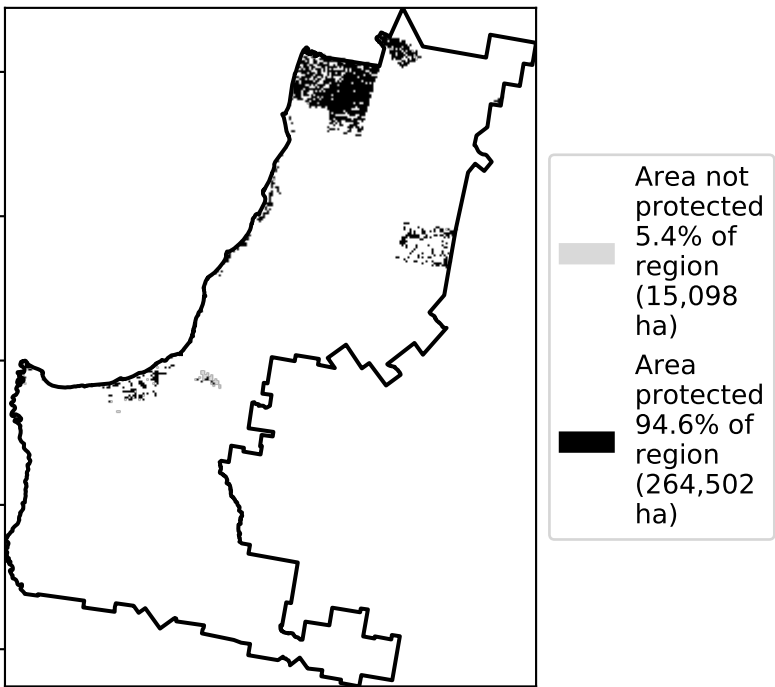 Area not
protected
5.4% of
region
(15,098
ha)
Area
protected
94.6% of
region
(264,502
ha)